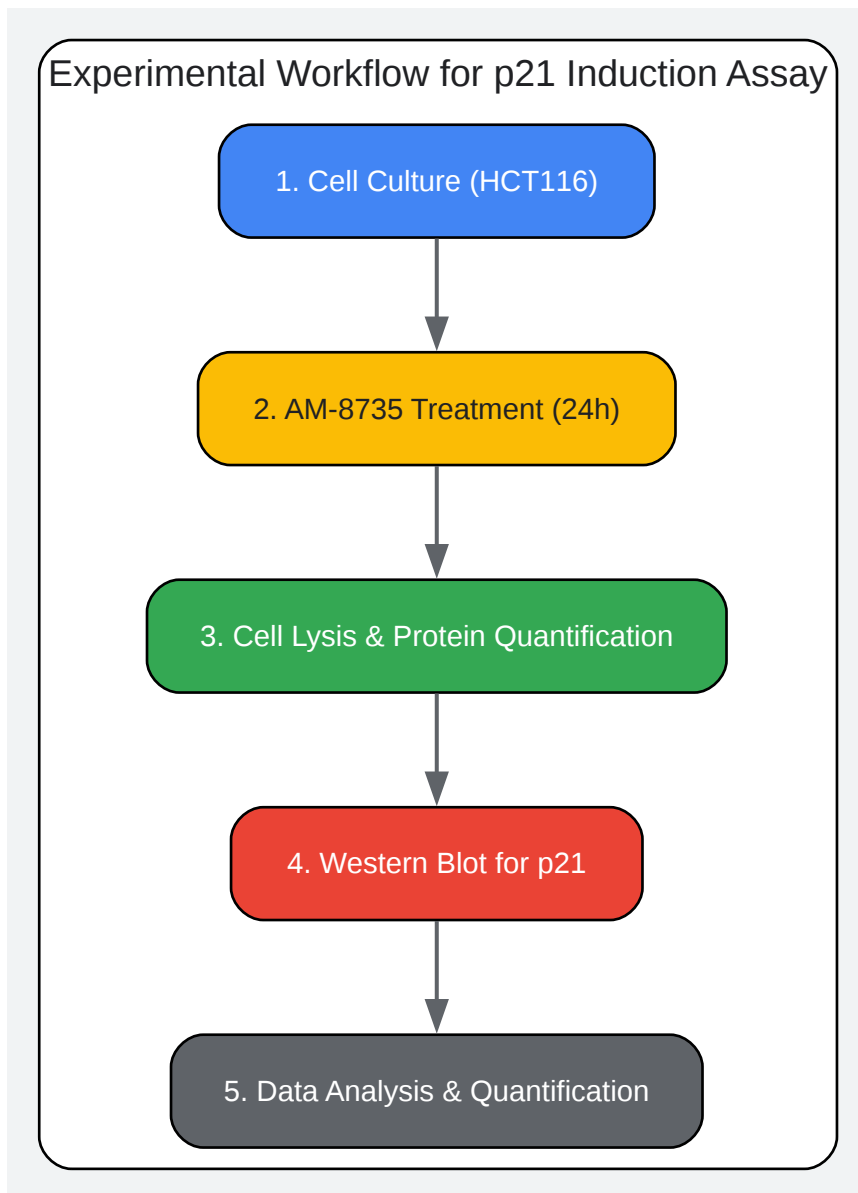 Experimental Workflow for p21 Induction Assay
1. Cell Culture (HCT116)
2. AM-8735 Treatment (24h)
3. Cell Lysis & Protein Quantification
4. Western Blot for p21
5. Data Analysis & Quantification